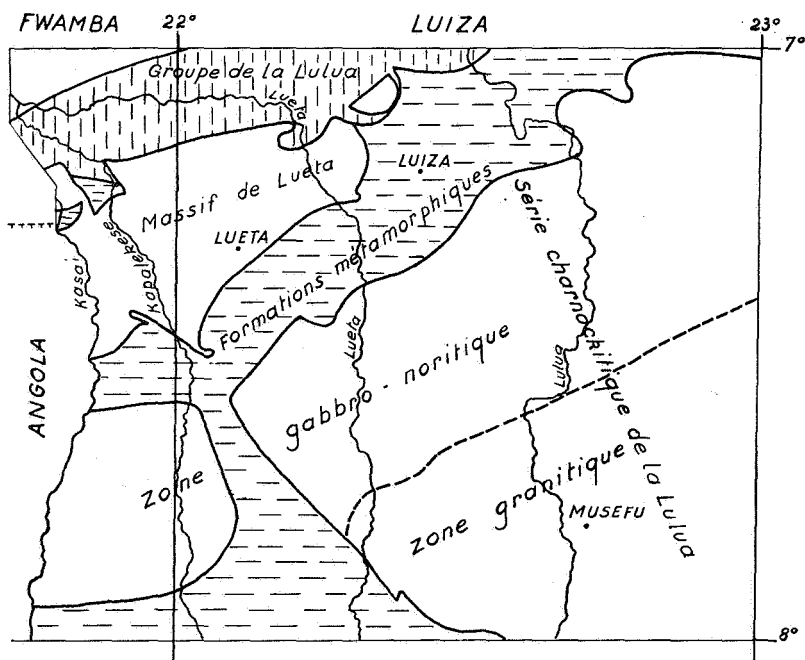 FWAMBA 22° LUIZA 23°
7°
Groupe de la Lulua
Lueta
Massif de Lueta
LUIZA
LUETA
Formations métamorphiques
Série charnockitique de la Lulua
Kasaï
Kapalekese
ANGOLA
Lueta
Lulua
zone gabbro-noritique
zone granitique
MUSEFU
8°